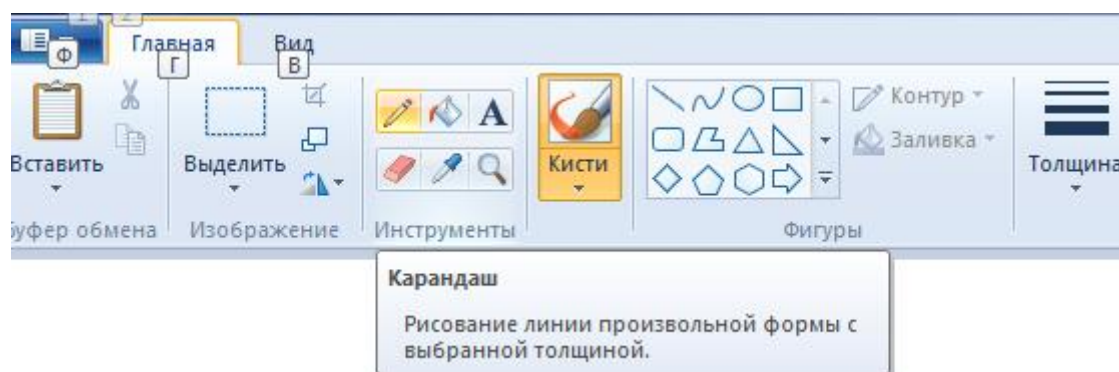 Ф
Главная
Г
Вид
В
Вставить
Выделить
A
Кисти
Контур
Заливка
Толщина
Изображение
Инструменты
Фигуры
буфер обмена
Карандаш
Рисование линии произвольной формы с
выбранной толщиной.